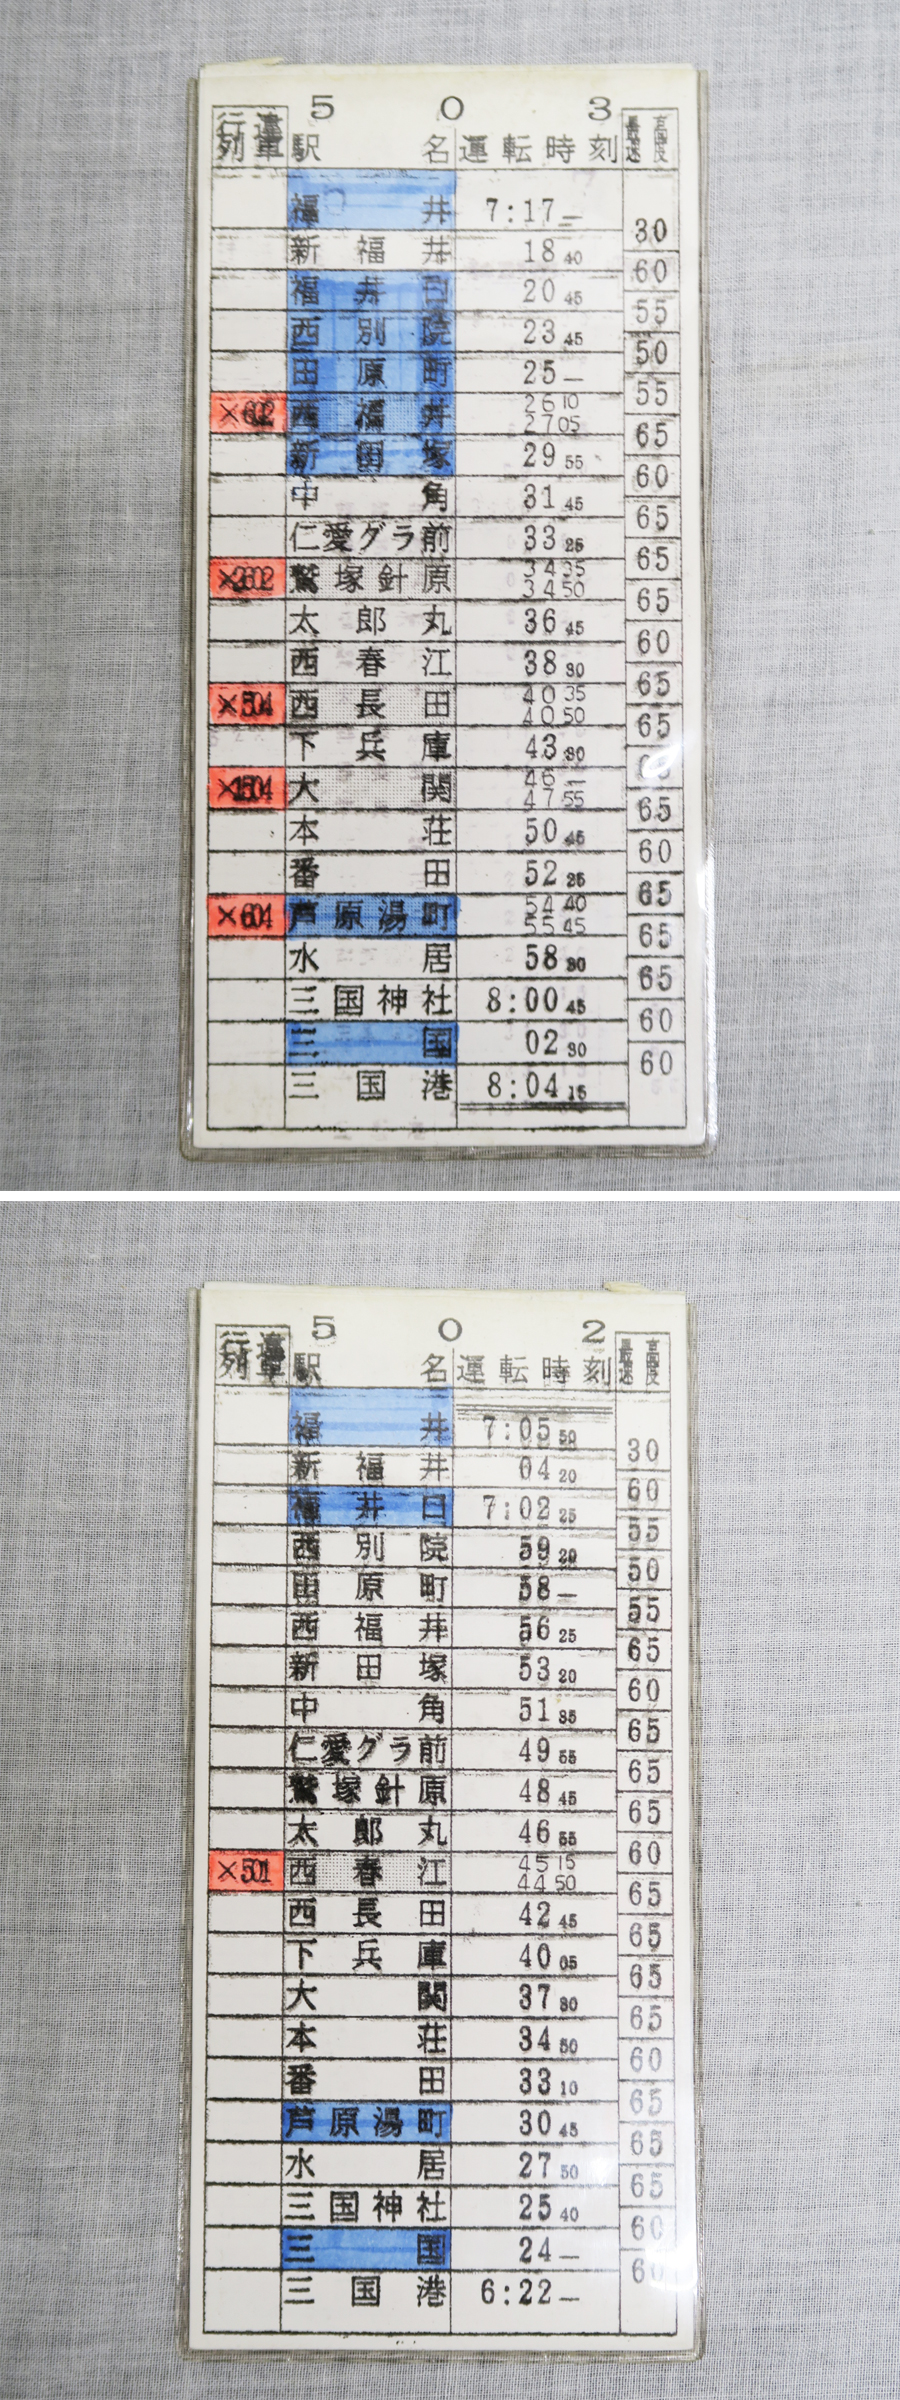 5 0 3
行違列車 駅名 運転時刻 最高速度
福井 7:17 —
30
新福井 18 40
60
福井口 20 45
55
西別院 23 45
50
田原町 25 —
55
×602 西福井 26 10 27 05
65
新田塚 29 55
60
中角 31 45
65
仁愛グラ前 33 25
65
×2602 鷲塚針原 34 35 34 50
65
太郎丸 36 45
60
西春江 38 30
65
×504 西長田 40 35 40 50
65
下兵庫 43 30
×1504 大関 46 — 47 55
65
本荘 50 45
60
番田 52 25
65
×604 芦原湯町 54 40 55 45
65
水居 58 30
65
三国神社 8:00 45
60
三国 02 30
60
三国港 8:04 15
5 0 2
行違列車 駅名 運転時刻 最高速度
福井 7:05 50
30
新福井 04 20
60
福井口 7:02 25
55
西別院 59 20
50
田原町 58 —
55
西福井 56 25
65
新田塚 53 20
60
中角 51 35
65
仁愛グラ前 49 55
65
鷲塚針原 48 45
65
太郎丸 46 55
60
×501 西春江 45 15 44 50
65
西長田 42 45
65
下兵庫 40 05
65
大関 37 30
65
本荘 34 50
60
番田 33 10
65
芦原湯町 30 45
65
水居 27 50
65
三国神社 25 40
60
三国 24 —
60
三国港 6:22 —